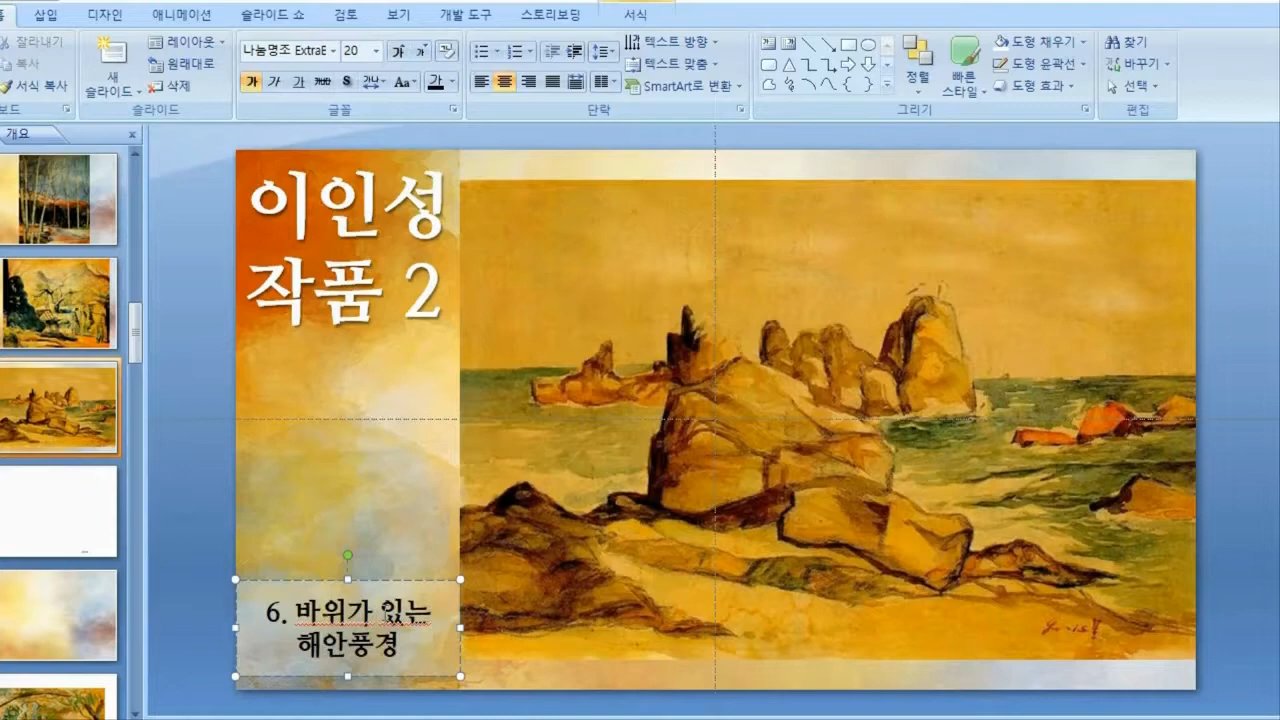 홈 삽입 디자인 애니메이션 슬라이드 쇼 검토 보기 개발 도구 스토리보딩 서식
잘라내기
복사
서식 복사
보드
새
슬라이드
레이아웃
원래대로
삭제
슬라이드
나눔명조 ExtraE 20 가 가
가 가 가 가나다 S 간낫 Aa 가
글꼴
텍스트 방향
텍스트 맞춤
SmartArt로 변환
단락
정렬
빠른
스타일
도형 채우기
도형 윤곽선
도형 효과
그리기
찾기
바꾸기
선택
편집
개요 x
이인성
작품 2
6. 바위가 있는
해안풍경